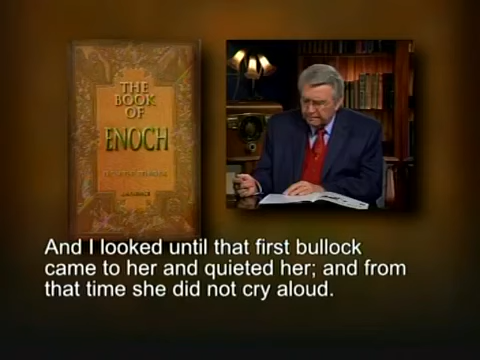 THE
BOOK
OF
ENOCH
And I looked until that first bullock
came to her and quieted her; and from
that time she did not cry aloud.